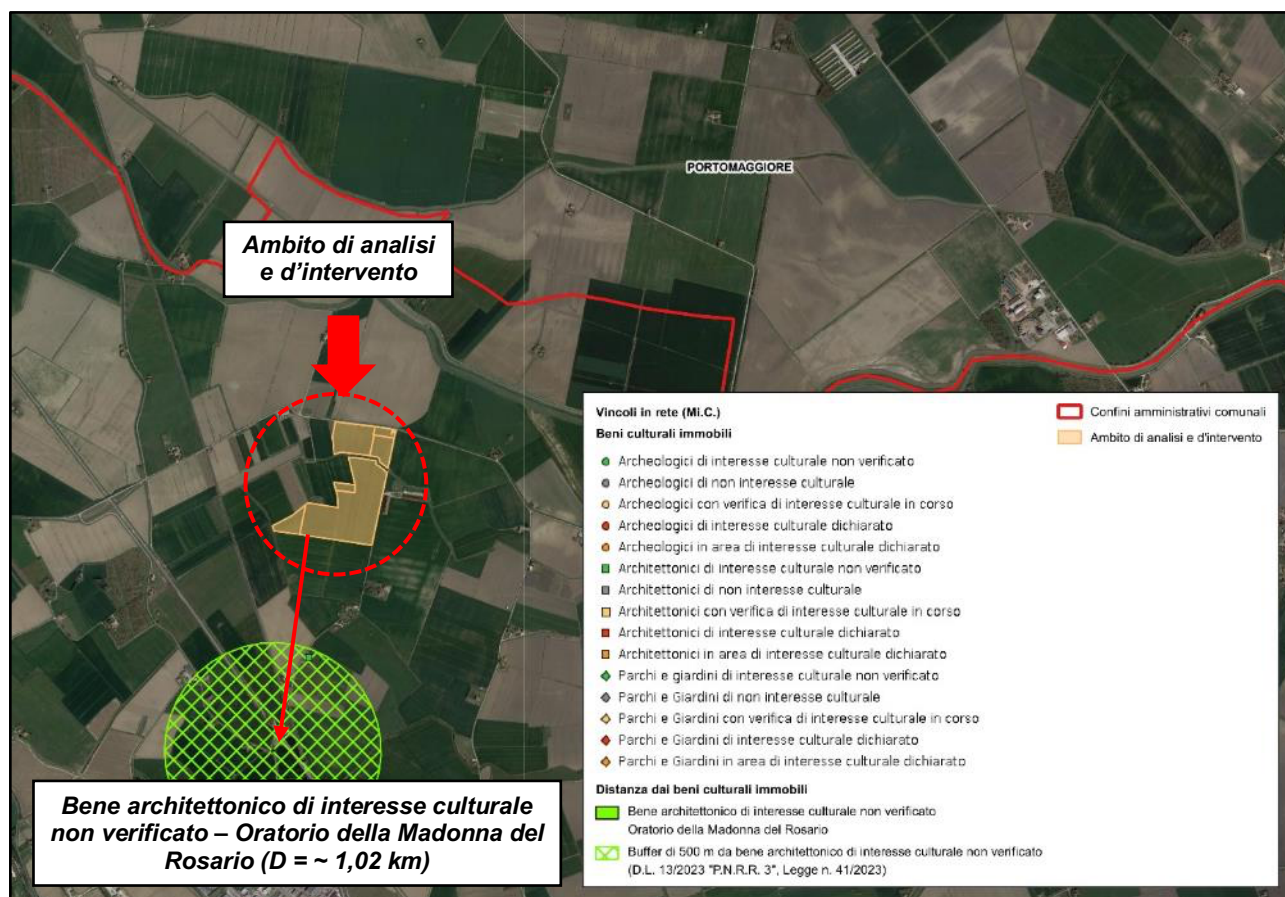 PORTOMAGGIORE
Ambito di analisi
e d’intervento
Bene architettonico di interesse culturale
non verificato – Oratorio della Madonna del
Rosario (D = ~ 1,02 km)
Vincoli in rete (Mi.C.)
Beni culturali immobili
Archeologici di interesse culturale non verificato
Archeologici di non interesse culturale
Archeologici con verifica di interesse culturale in corso
Archeologici di interesse culturale dichiarato
Archeologici in area di interesse culturale dichiarato
Architettonici di interesse culturale non verificato
Architettonici di non interesse culturale
Architettonici con verifica di interesse culturale in corso
Architettonici di interesse culturale dichiarato
Architettonici in area di interesse culturale dichiarato
Parchi e giardini di interesse culturale non verificato
Parchi e Giardini di non interesse culturale
Parchi e Giardini con verifica di interesse culturale in corso
Parchi e Giardini di interesse culturale dichiarato
Parchi e Giardini in area di interesse culturale dichiarato
Distanza dai beni culturali immobili
Bene architettonico di interesse culturale non verificato
Oratorio della Madonna del Rosario
Buffer di 500 m da bene architettonico di interesse culturale non verificato
(D.L. 13/2023 "P.N.R.R. 3", Legge n. 41/2023)
Confini amministrativi comunali
Ambito di analisi e d'intervento